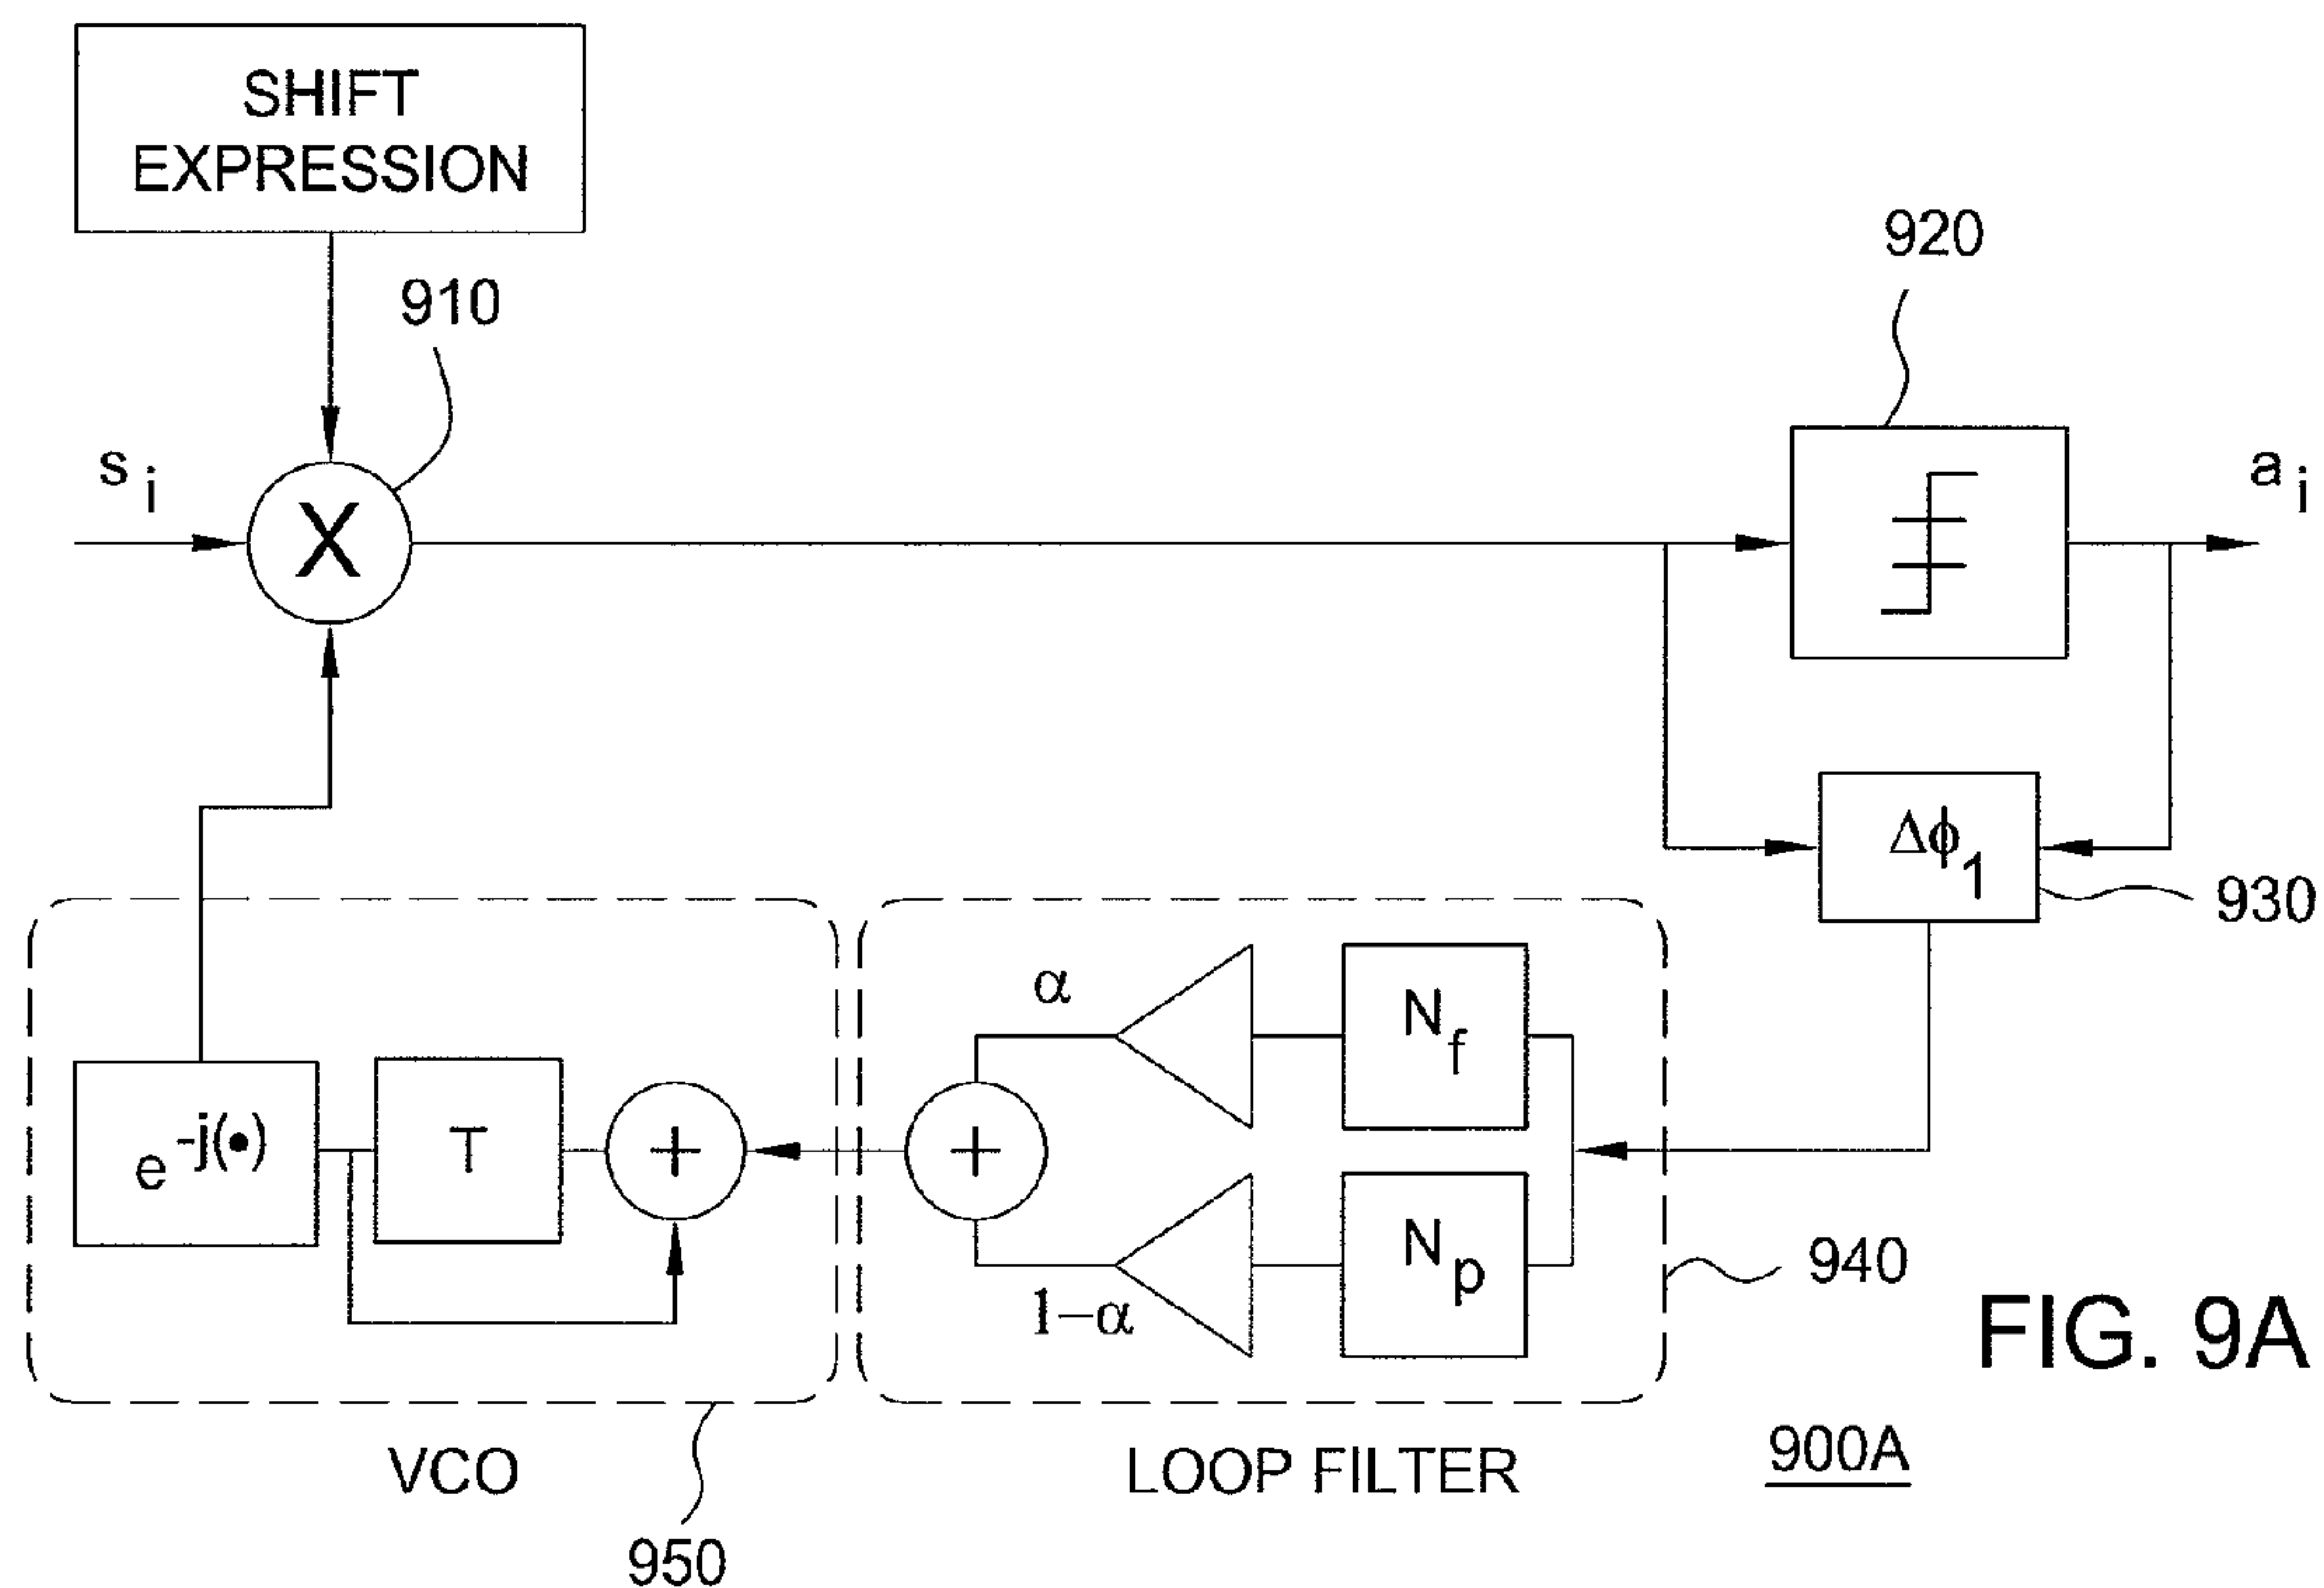 SHIFT
EXPRESSION
910
920
s i
X
a i
Δϕ 1
930
α
N f
e -j(•)
T
+
+
N p
1-α
940
FIG. 9A
VCO
LOOP FILTER
900A
950